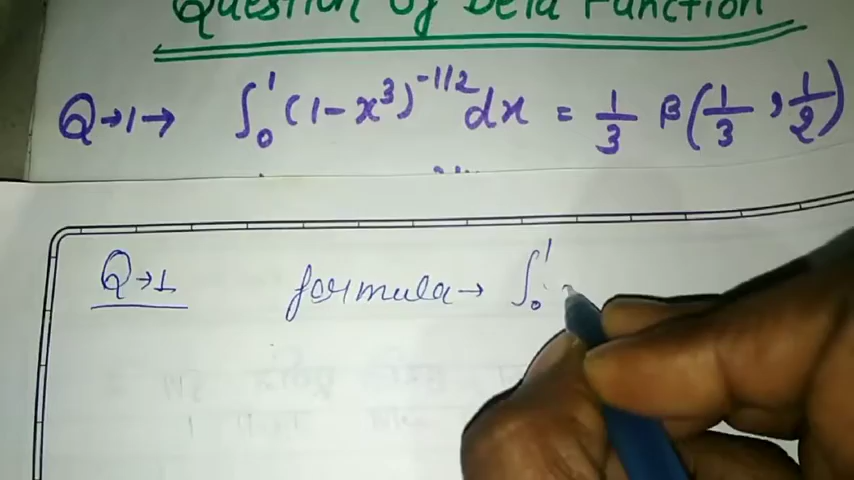 Question of Beta Function
Q→1→ ∫₀¹ (1-x³)^-1/2 dx = 1/3 β(1/3, 1/2)
Q→1 formula→ ∫₀¹